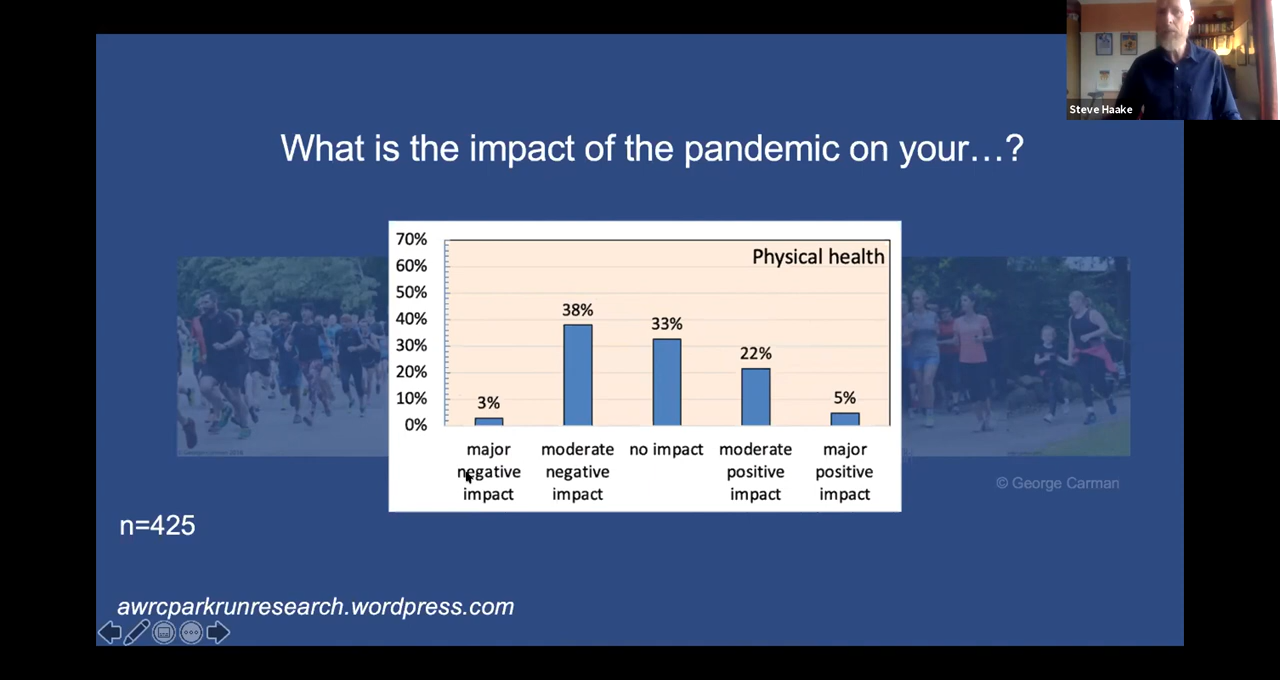 Steve Haake
What is the impact of the pandemic on your…?
Physical health
70%
60%
50%
40%
30%
20%
10%
0%
3%
38%
33%
22%
5%
major negative impact
moderate negative impact
no impact
moderate positive impact
major positive impact
© George Carman
n=425
awrcparkrunresearch.wordpress.com